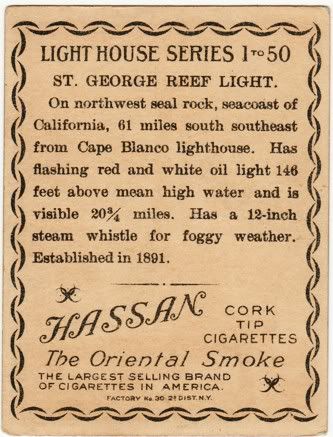 LIGHT HOUSE SERIES 1 TO 50
ST. GEORGE REEF LIGHT.
On northwest seal rock, seacoast of
California, 61 miles south southeast
from Cape Blanco lighthouse. Has
flashing red and white oil light 146
feet above mean high water and is
visible 20¾ miles. Has a 12-inch
steam whistle for foggy weather.
Established in 1891.
HASSAN
CORK
TIP
CIGARETTES
The Oriental Smoke
THE LARGEST SELLING BRAND
OF CIGARETTES IN AMERICA.
FACTORY No. 30. 2d DIST. N.Y.